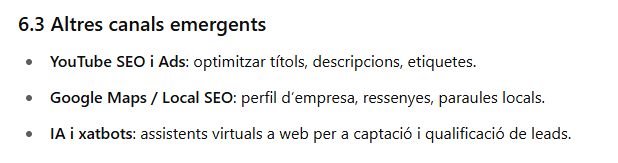 6.3 Altres canals emergents
• YouTube SEO i Ads: optimitzar títols, descripcions, etiquetes.
• Google Maps / Local SEO: perfil d’empresa, ressenyes, paraules locals.
• IA i xatbots: assistents virtuals a web per a captació i qualificació de leads.